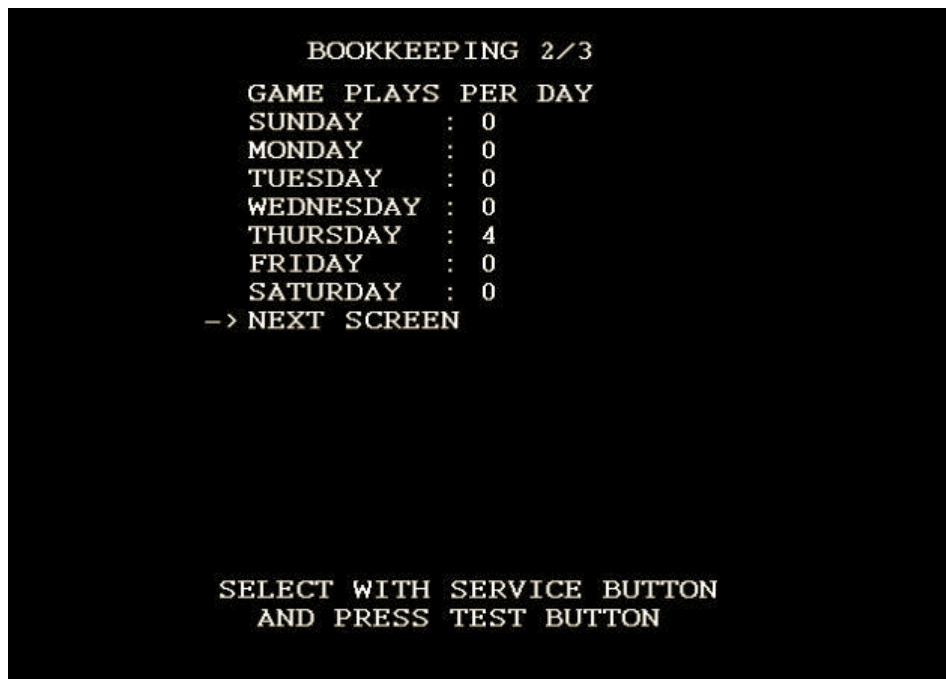 BOOKKEEPING 2/3
GAME PLAYS PER DAY
SUNDAY : 0
MONDAY : 0
TUESDAY : 0
WEDNESDAY : 0
THURSDAY : 4
FRIDAY : 0
SATURDAY : 0
-> NEXT SCREEN
SELECT WITH SERVICE BUTTON
AND PRESS TEST BUTTON